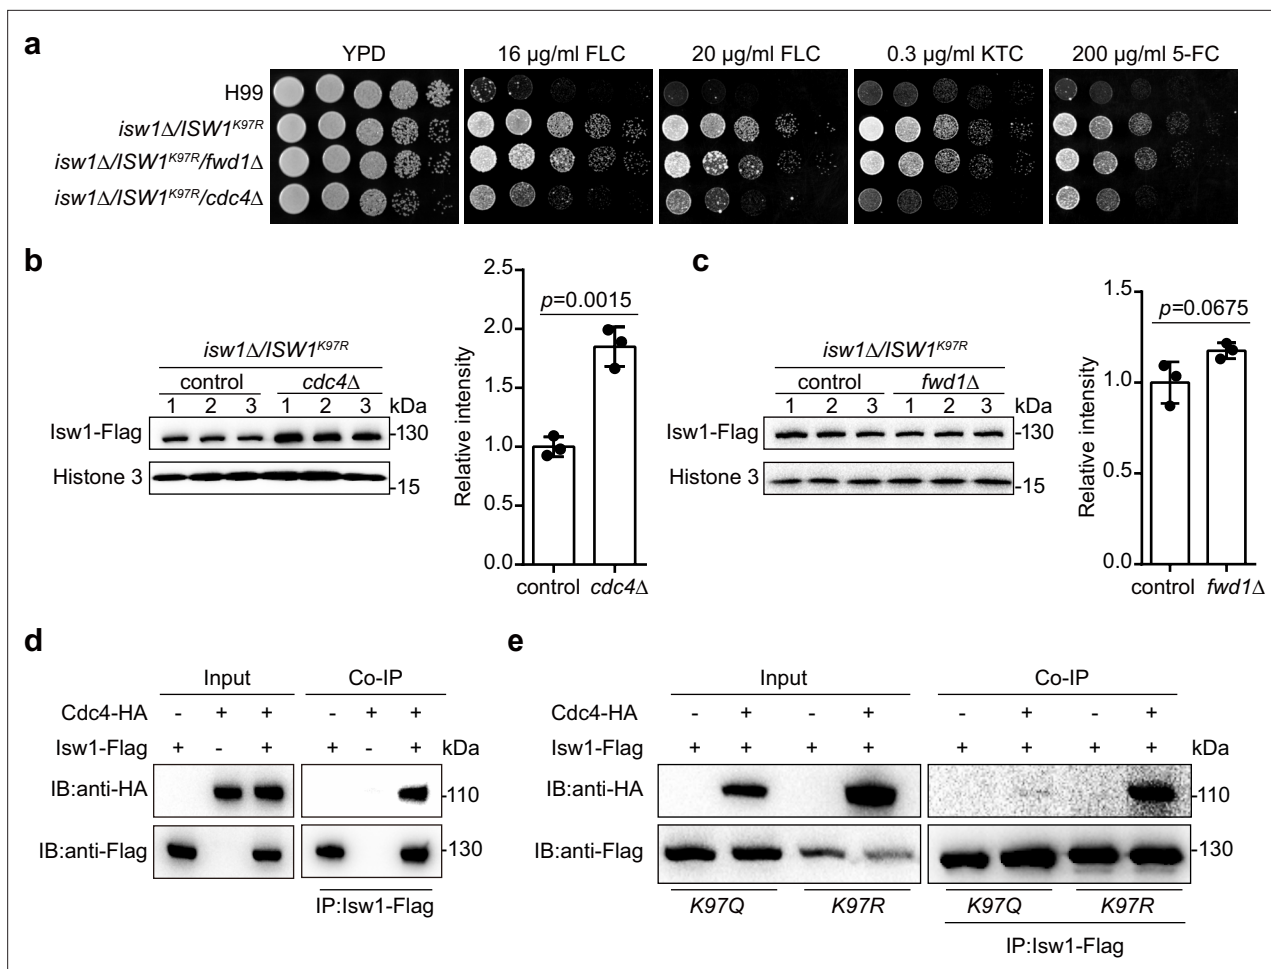 a
YPD 16 µg/ml FLC 20 µg/ml FLC 0.3 µg/ml KTC 200 µg/ml 5-FC
H99
isw1Δ/ISW1K97R
isw1Δ/ISW1K97R/fwd1Δ
isw1Δ/ISW1K97R/cdc4Δ
b
isw1Δ/ISW1K97R
control cdc4Δ
1 2 3 1 2 3 kDa
Isw1-Flag -130
Histone 3 -15
Relative intensity
2.5
2.0
1.5
1.0
0.5
0.0
p=0.0015
control cdc4Δ
c
isw1Δ/ISW1K97R
control fwd1Δ
1 2 3 1 2 3 kDa
Isw1-Flag -130
Histone 3 -15
Relative intensity
1.5
1.0
0.5
0.0
p=0.0675
control fwd1Δ
d
Input Co-IP
Cdc4-HA - + + - + +
Isw1-Flag + - + + - + kDa
IB:anti-HA -110
IB:anti-Flag -130
IP:Isw1-Flag
e
Input Co-IP
Cdc4-HA - + - + - + - +
Isw1-Flag + + + + + + + + kDa
IB:anti-HA -110
IB:anti-Flag -130
K97Q K97R K97Q K97R
IP:Isw1-Flag